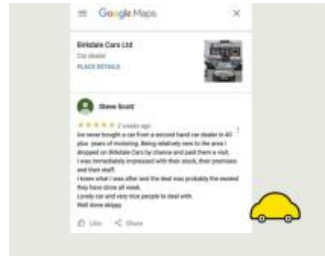 Google Maps
Birkdale Cars Ltd
Car dealer
PLACE DETAILS
Steve Scott
2 weeks ago
Ive never bought a car from a second hand car dealer in 40
plus years of motoring. Being relatively new to the area I
dropped on Birkdale Cars by chance and paid them a visit.
I was immediately impressed with their stock, their premises
and their staff.
I knew what I was after and the deal was probably the easiest
they have done all week.
Lovely car and very nice people to deal with.
Well done skippy
Like
Share